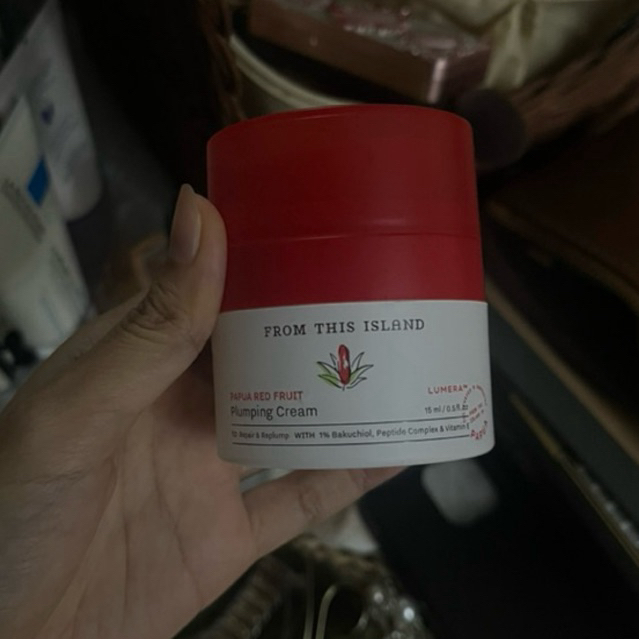 FROM THIS ISLAND
PAPUA RED FRUIT
Plumping Cream
LUMERA
15 ml / 0.5 fl.oz
Repair & Replump WITH 1% Bakuchiol, Peptide Complex & Vitamin E